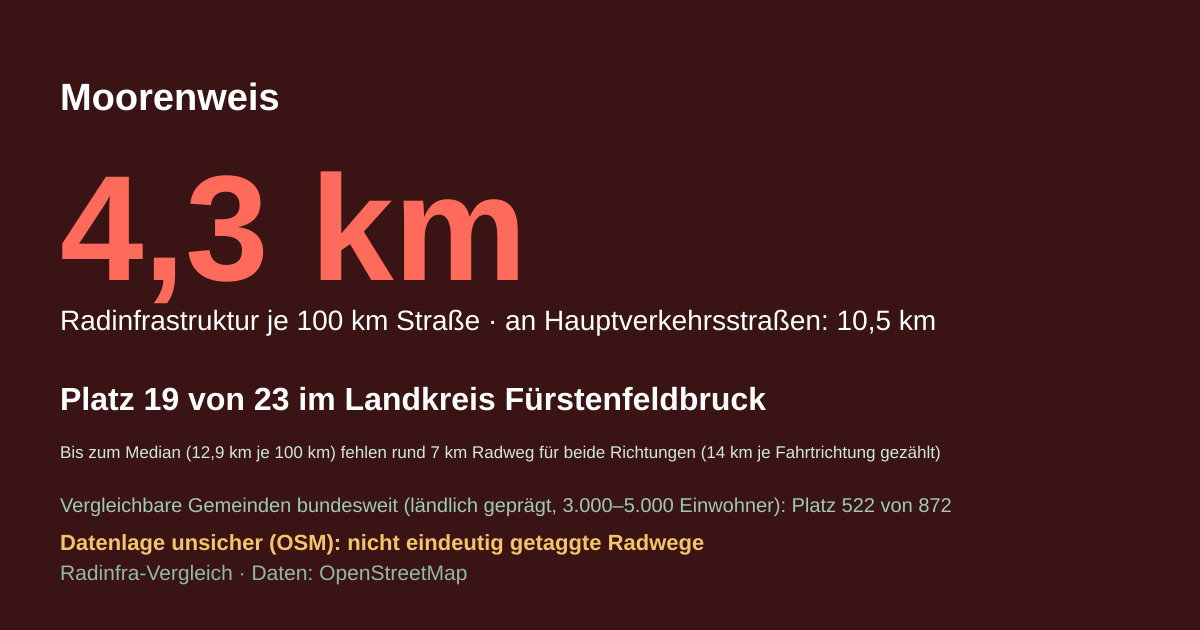 Moorenweis
4,3 km
Radinfrastruktur je 100 km Straße · an Hauptverkehrsstraßen: 10,5 km
Platz 19 von 23 im Landkreis Fürstenfeldbruck
Bis zum Median (12,9 km je 100 km) fehlen rund 7 km Radweg für beide Richtungen (14 km je Fahrtrichtung gezählt)
Vergleichbare Gemeinden bundesweit (ländlich geprägt, 3.000–5.000 Einwohner): Platz 522 von 872
Datenlage unsicher (OSM): nicht eindeutig getaggte Radwege
Radinfra-Vergleich · Daten: OpenStreetMap